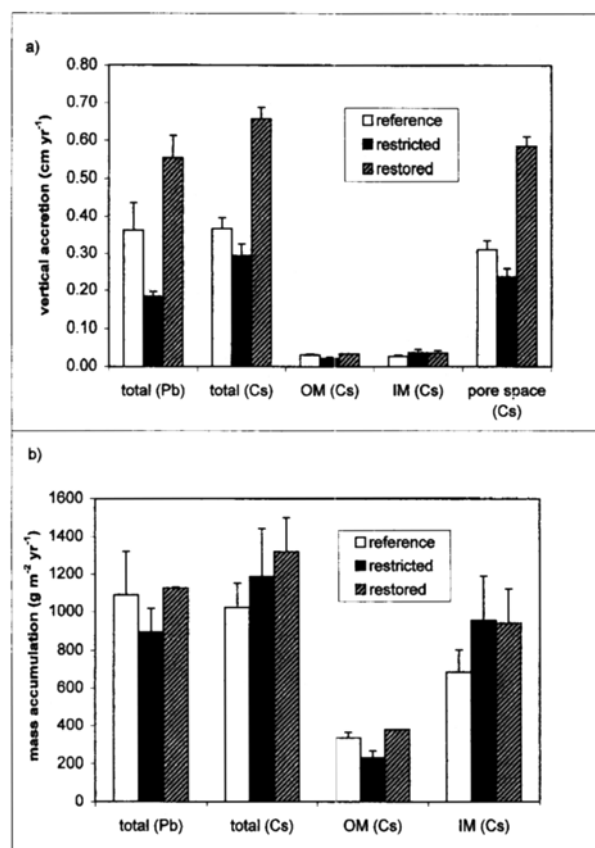 a)
0.80
0.70
0.60
0.50
0.40
0.30
0.20
0.10
0.00
vertical accretion (cm yr⁻¹)
reference
restricted
restored
total (Pb) total (Cs) OM (Cs) IM (Cs) pore space
(Cs)
b)
1600
1400
1200
1000
800
600
400
200
0
mass accumulation (g m⁻² yr⁻¹)
reference
restricted
restored
total (Pb) total (Cs) OM (Cs) IM (Cs)